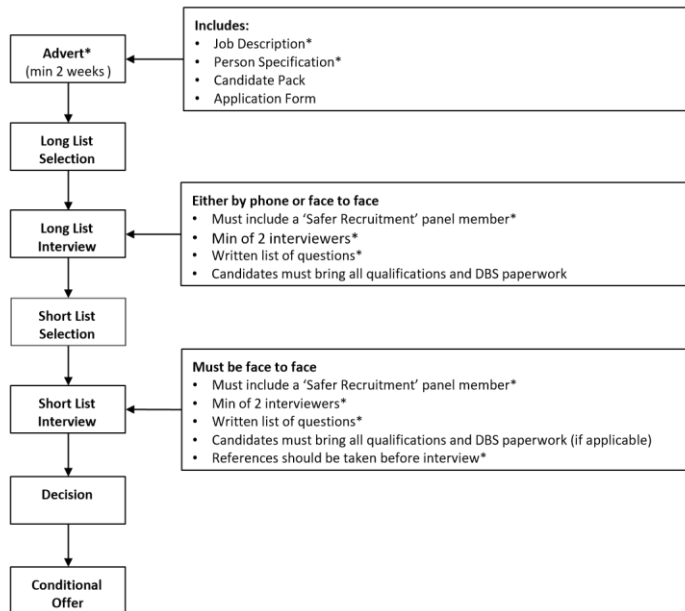 Advert*
(min 2 weeks )
Includes:
• Job Description*
• Person Specification*
• Candidate Pack
• Application Form
Long List
Selection
Long List
Interview
Either by phone or face to face
• Must include a ‘Safer Recruitment’ panel member*
• Min of 2 interviewers*
• Written list of questions*
• Candidates must bring all qualifications and DBS paperwork
Short List
Selection
Short List
Interview
Must be face to face
• Must include a ‘Safer Recruitment’ panel member*
• Min of 2 interviewers*
• Written list of questions*
• Candidates must bring all qualifications and DBS paperwork (if applicable)
• References should be taken before interview*
Decision
Conditional
Offer